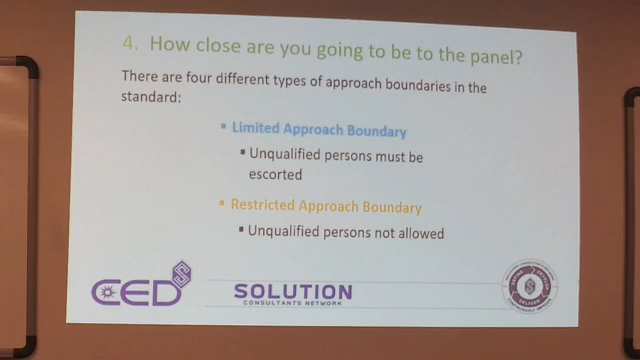 4. How close are you going to be to the panel?
There are four different types of approach boundaries in the
standard:
▪ Limited Approach Boundary
▪ Unqualified persons must be
escorted
▪ Restricted Approach Boundary
▪ Unqualified persons not allowed
CED
SOLUTION
CONSULTANTS NETWORK
DELIVER